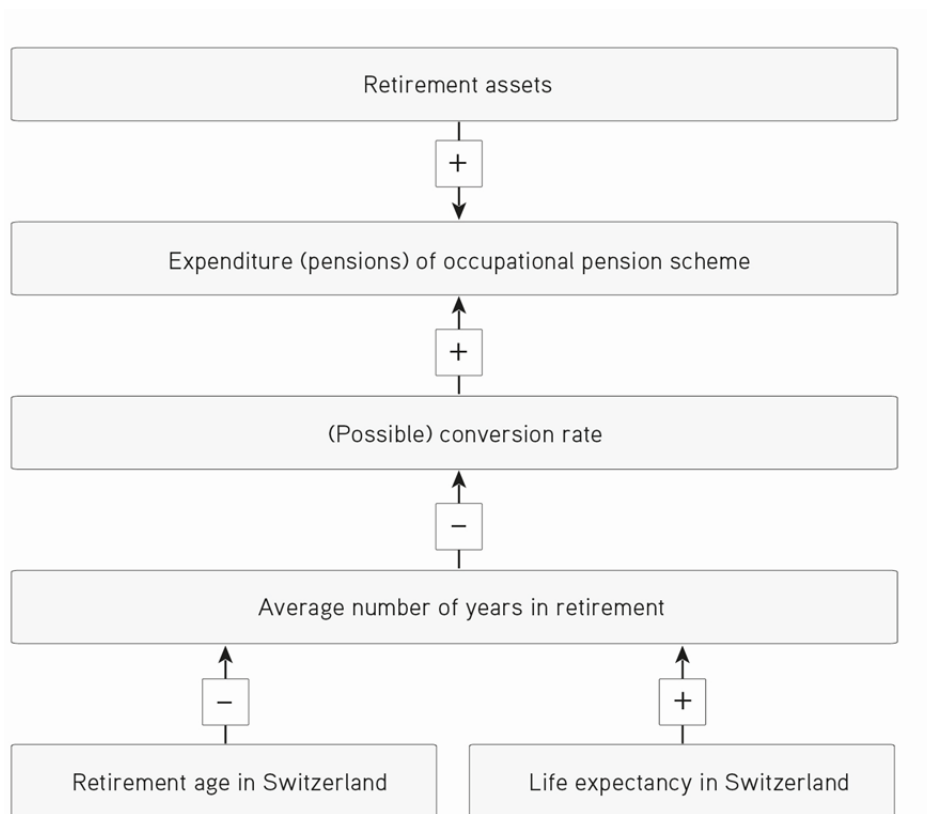 Retirement assets
+
Expenditure (pensions) of occupational pension scheme
+
(Possible) conversion rate
−
Average number of years in retirement
− +
Retirement age in Switzerland Life expectancy in Switzerland